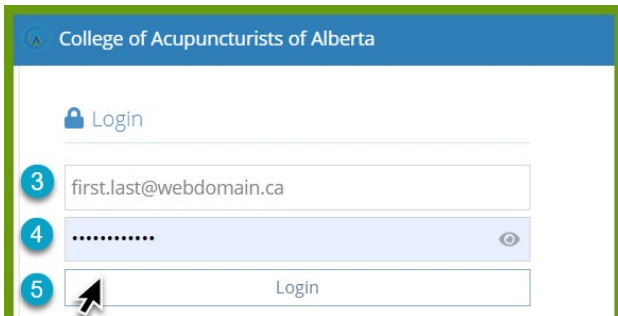 College of Acupuncturists of Alberta
Login
3 first.last@webdomain.ca
4 ••••••••••••
5 Login